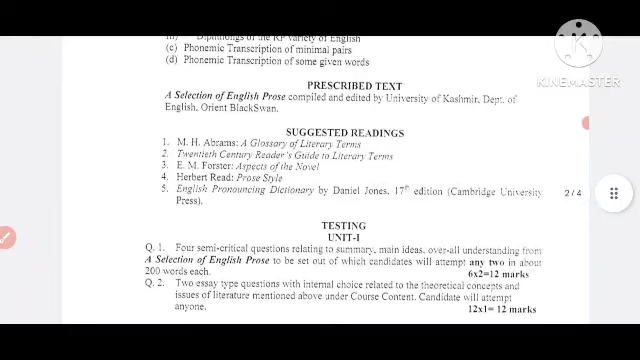 Diphthongs of the RP variety of English
(c) Phonemic Transcription of minimal pairs
(d) Phonemic Transcription of some given words
KINEMASTER
PRESCRIBED TEXT
A Selection of English Prose compiled and edited by University of Kashmir, Dept. of
English, Orient BlackSwan.
SUGGESTED READINGS
1. M. H. Abrams: A Glossary of Literary Terms
2. Twentieth Century Reader's Guide to Literary Terms
3. E. M. Forster: Aspects of the Novel
4. Herbert Read: Prose Style
5. English Pronouncing Dictionary by Daniel Jones, 17th edition (Cambridge University
Press).
2/4
TESTING
UNIT-I
Q. 1. Four semi-critical questions relating to summary, main ideas, over-all understanding from
A Selection of English Prose to be set out of which candidates will attempt any two in about
200 words each. 6x2=12 marks
Q. 2. Two essay type questions with internal choice related to the theoretical concepts and
issues of literature mentioned above under Course Content. Candidate will attempt
anyone. 12x1= 12 marks